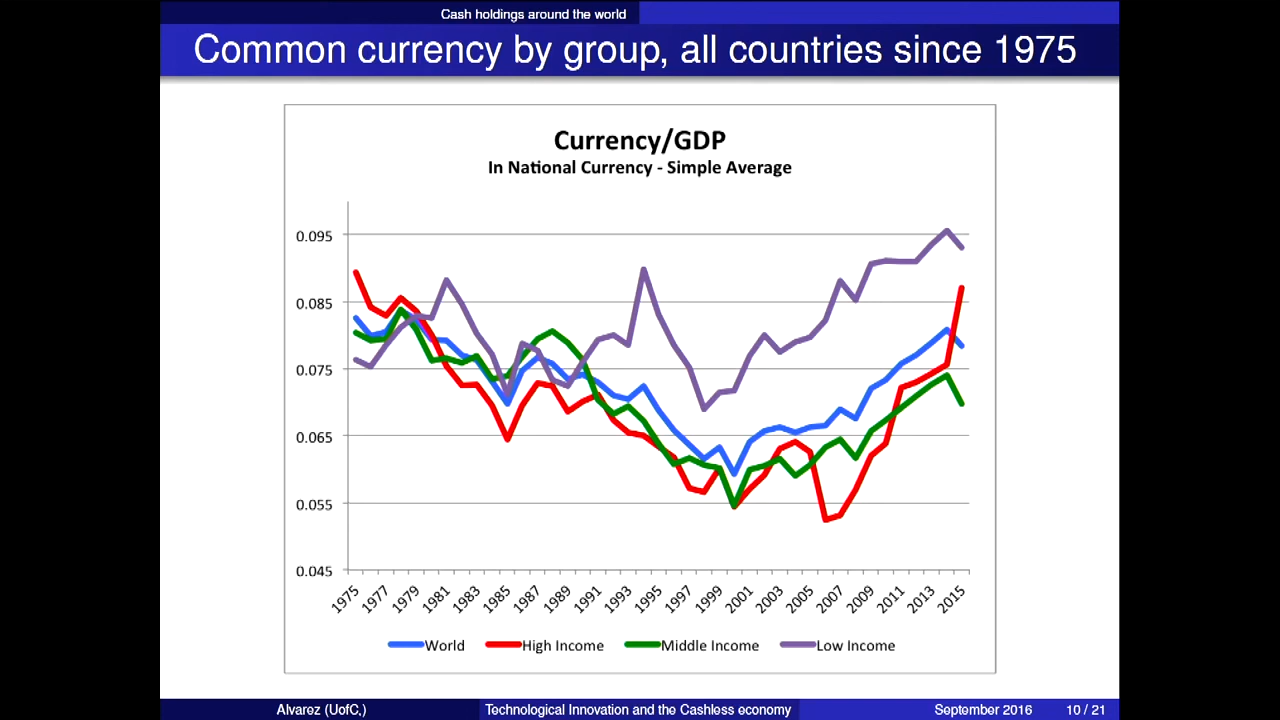 Cash holdings around the world
Common currency by group, all countries since 1975
Currency/GDP
In National Currency - Simple Average
0.095
0.085
0.075
0.065
0.055
0.045
1975 1977 1979 1981 1983 1985 1987 1989 1991 1993 1995 1997 1999 2001 2003 2005 2007 2009 2011 2013 2015
World High Income Middle Income Low Income
Alvarez (UofC,) Technological Innovation and the Cashless economy September 2016 10 / 21